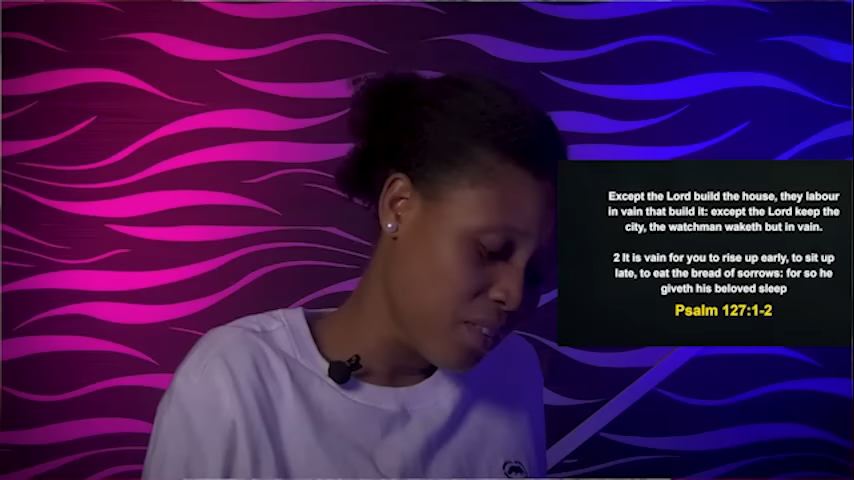 Except the Lord build the house, they labour
in vain that build it: except the Lord keep the
city, the watchman waketh but in vain.
2 It is vain for you to rise up early, to sit up
late, to eat the bread of sorrows: for so he
giveth his beloved sleep
Psalm 127:1-2